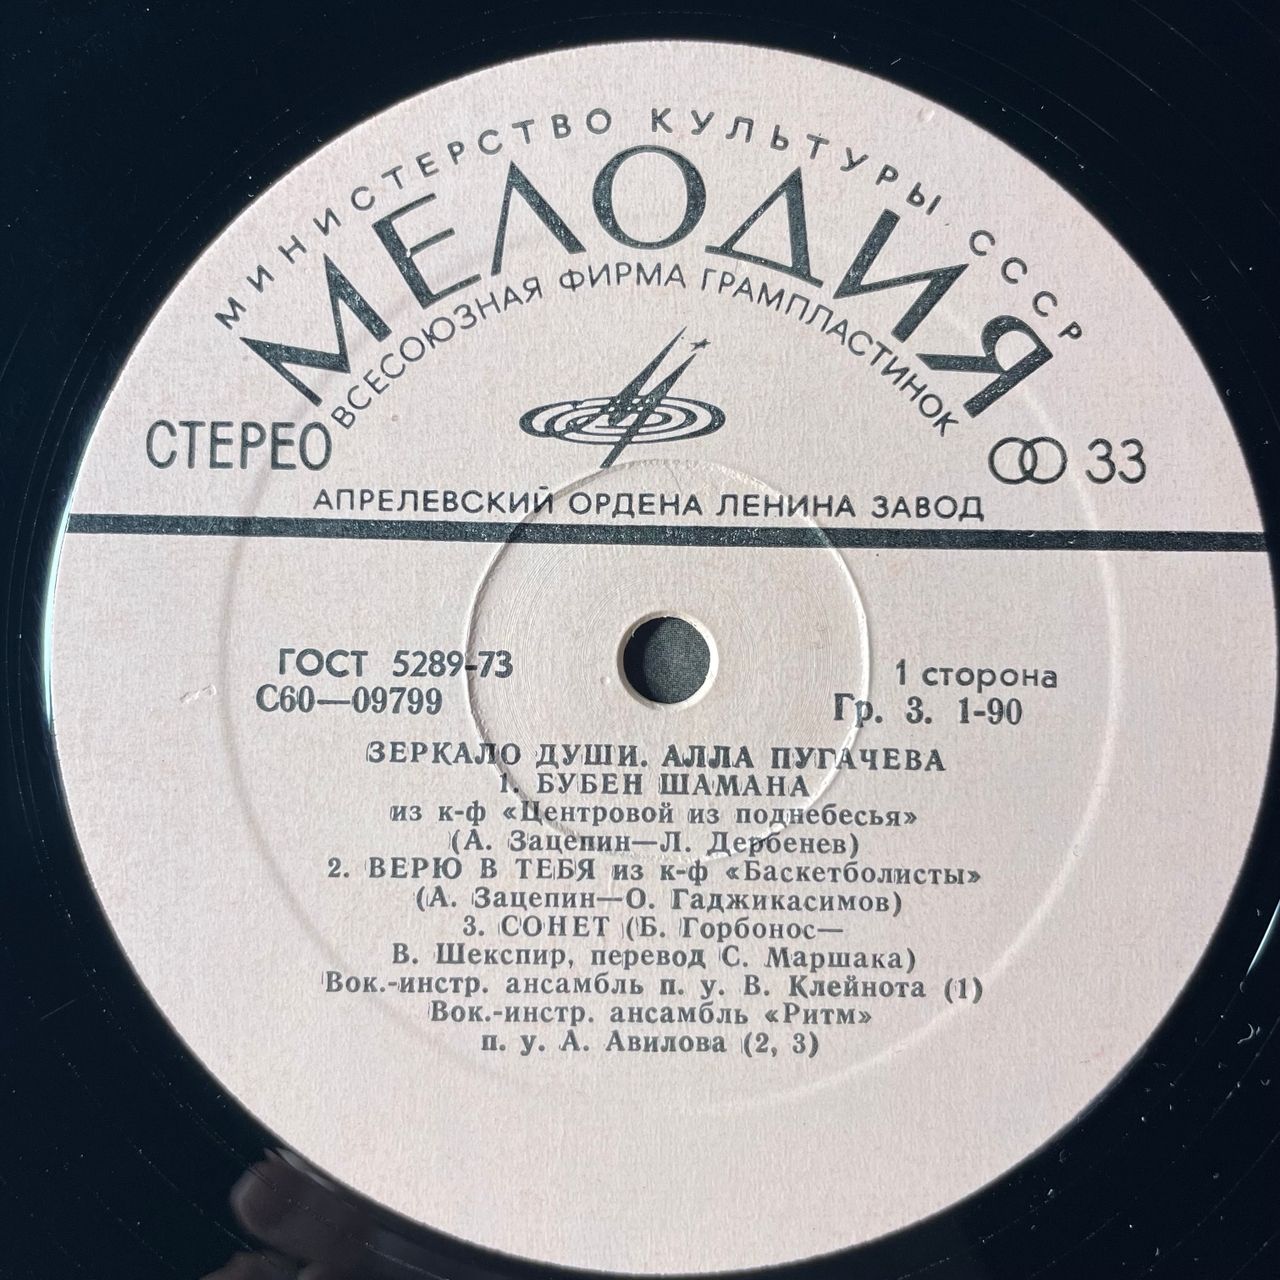 МИНИСТЕРСТВО КУЛЬТУРЫ СССР
МЕЛОДИЯ
ВСЕСОЮЗНАЯ ФИРМА ГРАМПЛАСТИНОК
СТЕРЕО
33
АПРЕЛЕВСКИЙ ОРДЕНА ЛЕНИНА ЗАВОД
ГОСТ 5289-73
С60—09799
1 сторона
Гр. 3. 1-90
ЗЕРКАЛО ДУШИ. АЛЛА ПУГАЧЕВА
1. БУБЕН ШАМАНА
из к-ф «Центровой из поднебесья»
(А. Зацепин—Л. Дербенев)
2. ВЕРЮ В ТЕБЯ из к-ф «Баскетболисты»
(А. Зацепин—О. Гаджикасимов)
3. СОНЕТ (Б. Горбонос—
В. Шекспир, перевод С. Маршака)
Вок.-инстр. ансамбль п. у. В. Клейнота (1)
Вок.-инстр. ансамбль «Ритм»
п. у. А. Авилова (2, 3)